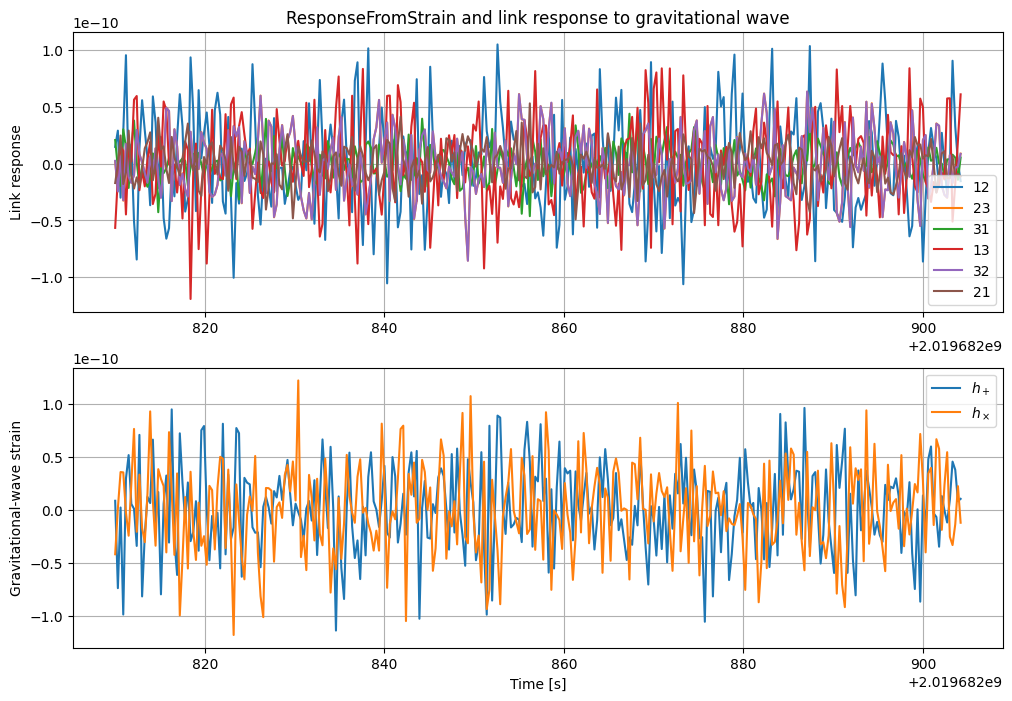 ResponseFromStrain and link response to gravitational wave
1e−10
Link response
1.0
0.5
0.0
−0.5
−1.0
12
23
31
13
32
21
820 840 860 880 900
+2.019682e9
1e−10
Gravitational-wave strain
1.0
0.5
0.0
−0.5
−1.0
h+
h×
820 840 860 880 900
Time [s]
+2.019682e9